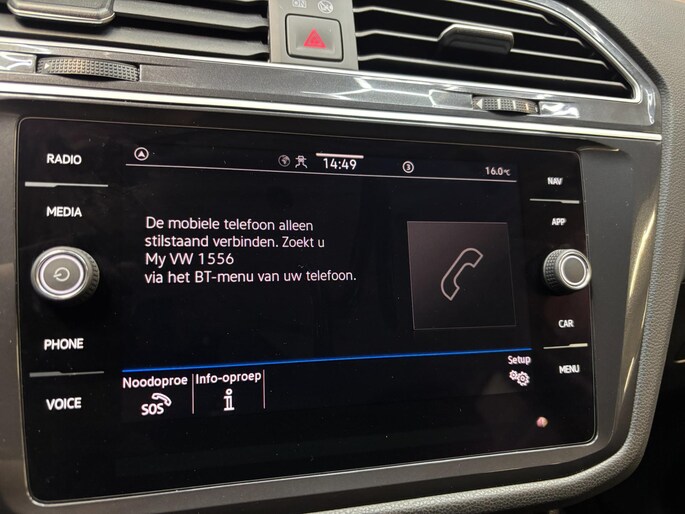 RADIO
MEDIA
PHONE
VOICE
14:49
3
16.0°C
De mobiele telefoon alleen
stilstaand verbinden. Zoekt u
My VW 1556
via het BT-menu van uw telefoon.
Noodoproe
SOS
Info-oproep
i
Setup
NAV
APP
CAR
MENU